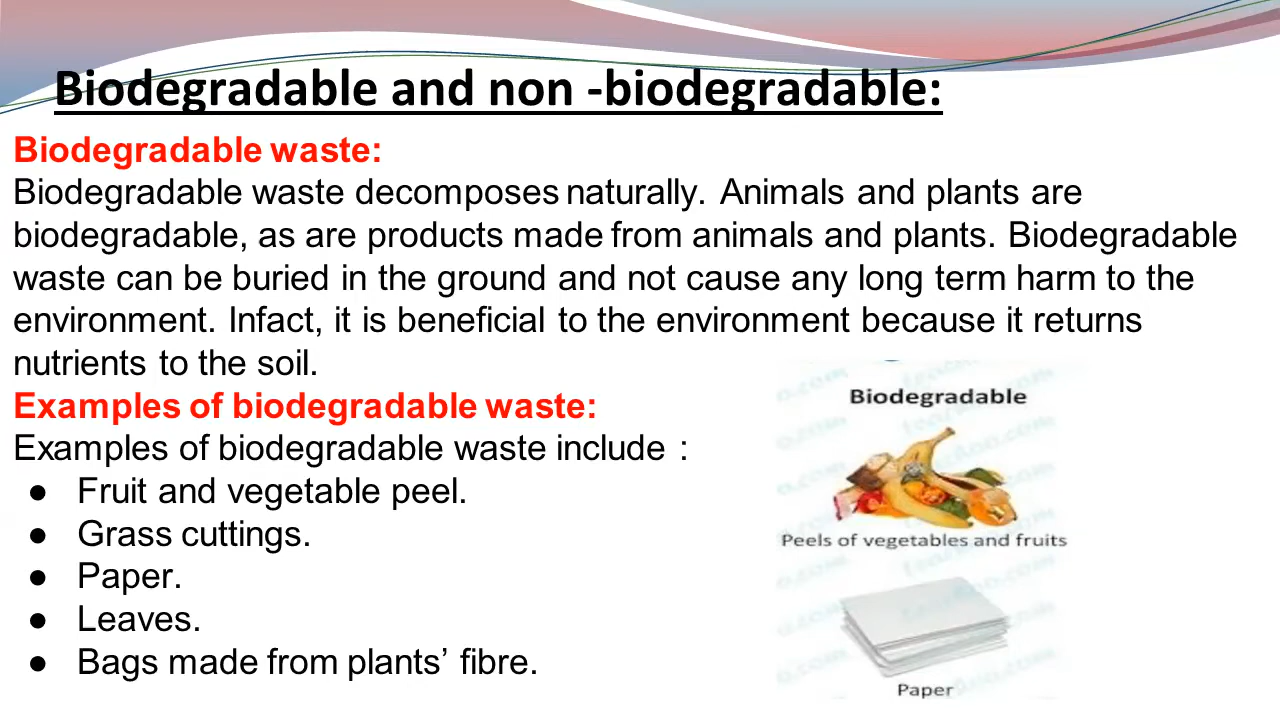 Biodegradable and non -biodegradable:
Biodegradable waste:
Biodegradable waste decomposes naturally. Animals and plants are
biodegradable, as are products made from animals and plants. Biodegradable
waste can be buried in the ground and not cause any long term harm to the
environment. Infact, it is beneficial to the environment because it returns
nutrients to the soil.
Examples of biodegradable waste:
Examples of biodegradable waste include :
● Fruit and vegetable peel.
● Grass cuttings.
● Paper.
● Leaves.
● Bags made from plants’ fibre.
Biodegradable
Peels of vegetables and fruits
Paper